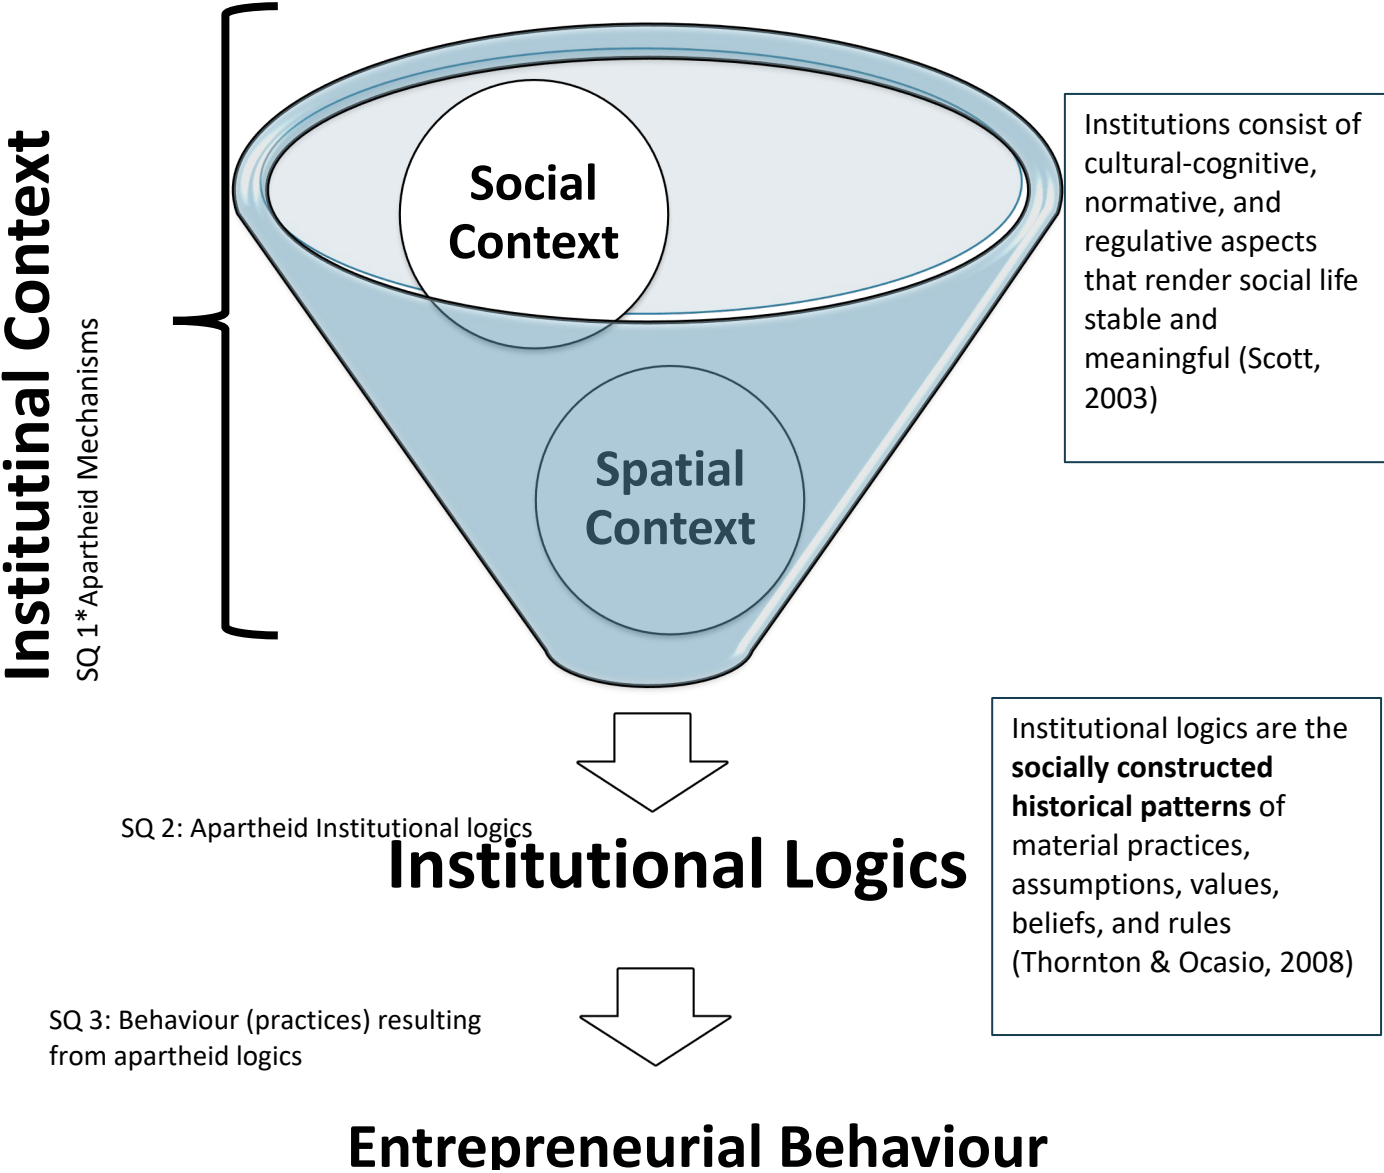 Institutinal Context
SQ 1*Apartheid Mechanisms
Social
Context
Spatial
Context
Institutions consist of
cultural-cognitive,
normative, and
regulative aspects
that render social life
stable and
meaningful (Scott,
2003)
SQ 2: Apartheid Institutional logics
Institutional Logics
Institutional logics are the
socially constructed
historical patterns of
material practices,
assumptions, values,
beliefs, and rules
(Thornton & Ocasio, 2008)
SQ 3: Behaviour (practices) resulting
from apartheid logics
Entrepreneurial Behaviour